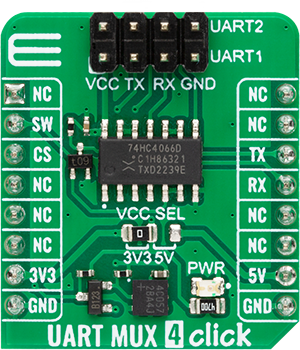 UART2
UART1
VCC TX RX GND
NC
SW
CS
NC
NC
NC
3V3
GND
NC
NC
TX
RX
NC
NC
5V
GND
74HC4066D
C1H86321
TXD2239E
VCC SEL
0
3V3 5V
PWR
UART MUX 4 click